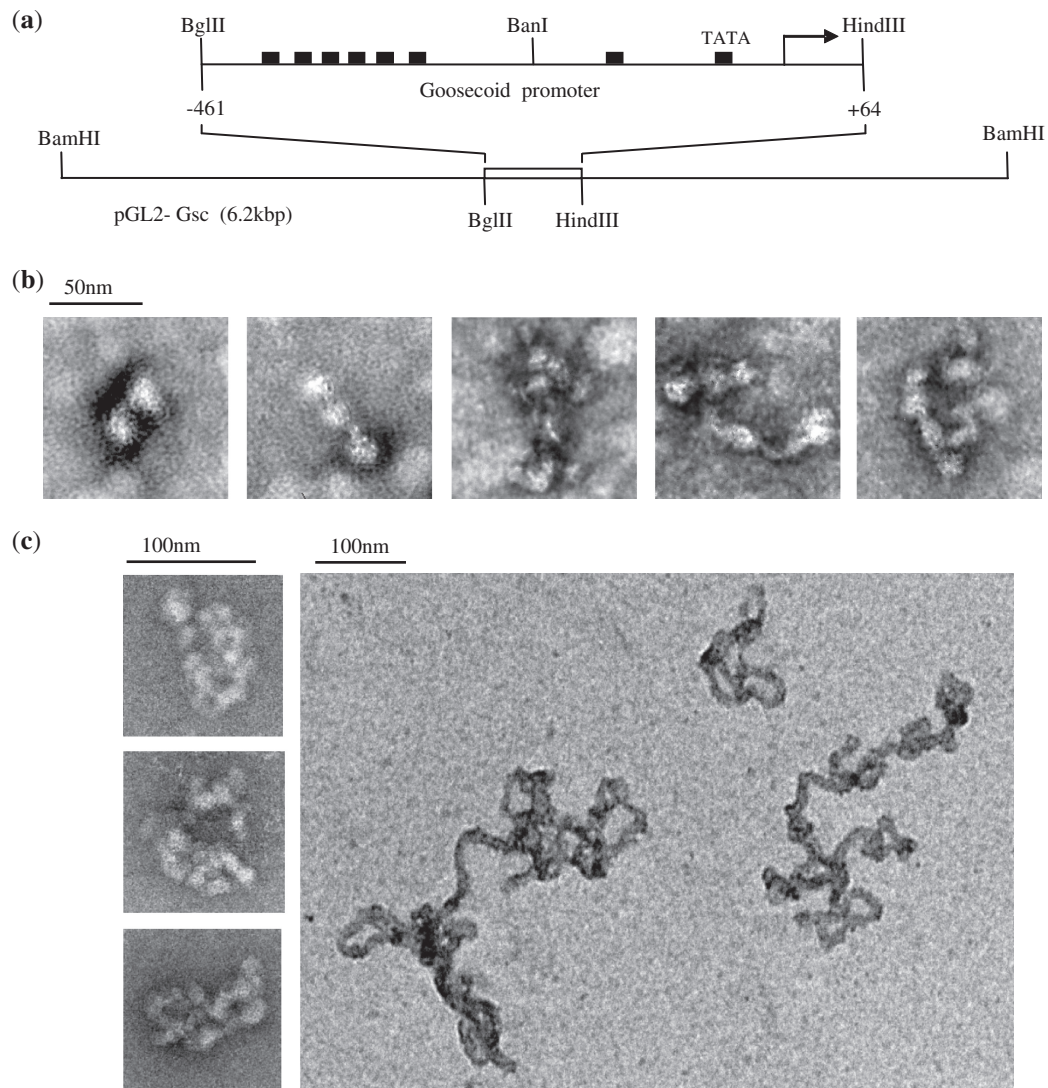 (a)
BglII BanI TATA HindIII
Goosecoid promoter
-461 +64
BamHI BamHI
pGL2- Gsc (6.2kbp) BglII HindIII
(b)
50nm
(c)
100nm 100nm